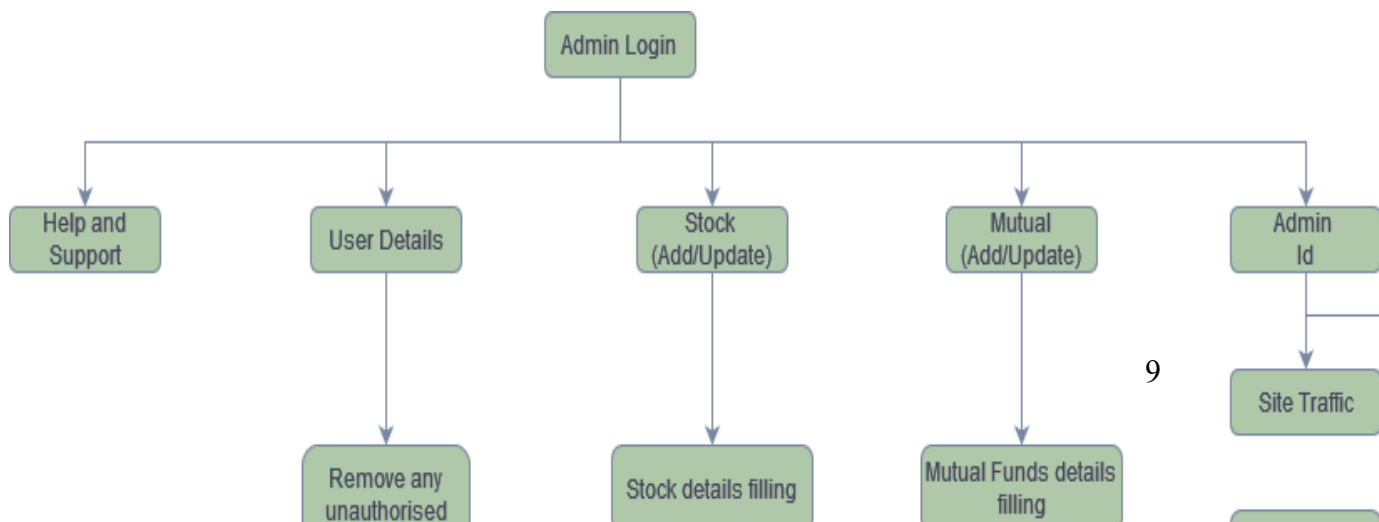 Admin Login
Help and
Support
User Details
Stock
(Add/Update)
Mutual
(Add/Update)
Admin
Id
9
Site Traffic
Remove any
unauthorised
Stock details filling
Mutual Funds details
filling